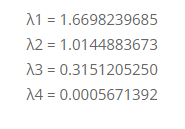 λ1 = 1.6698239685
λ2 = 1.0144883673
λ3 = 0.3151205250
λ4 = 0.0005671392